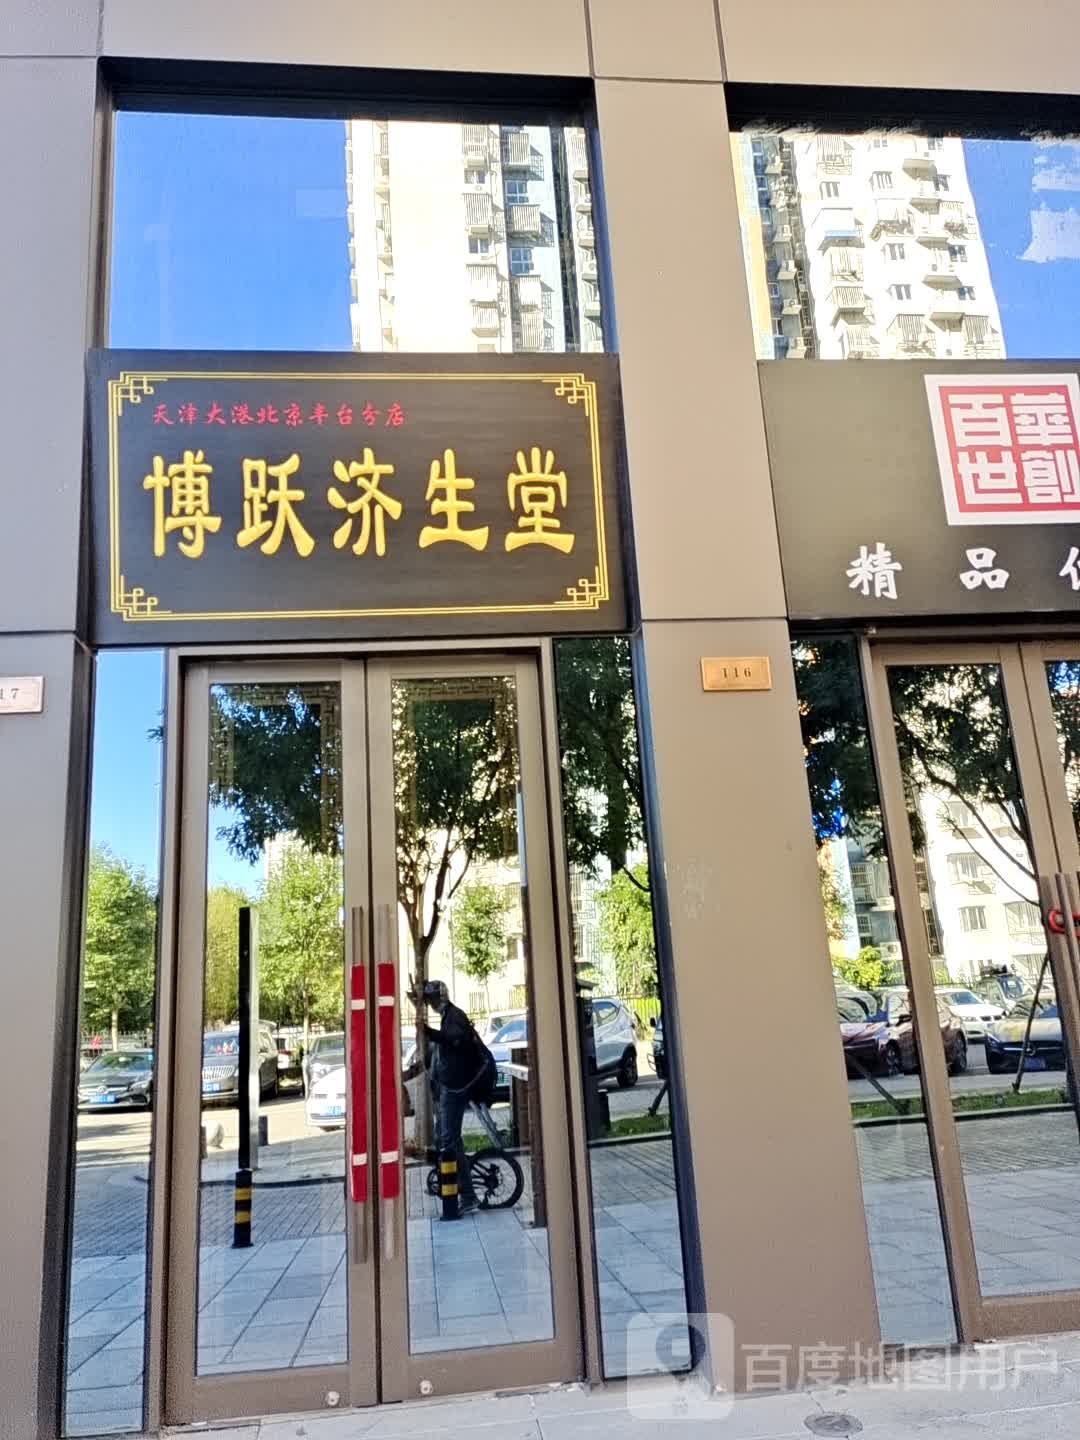 天津大港北京丰台分店
博跃济生堂
華創
百世
精品
17
116
百度地图用户